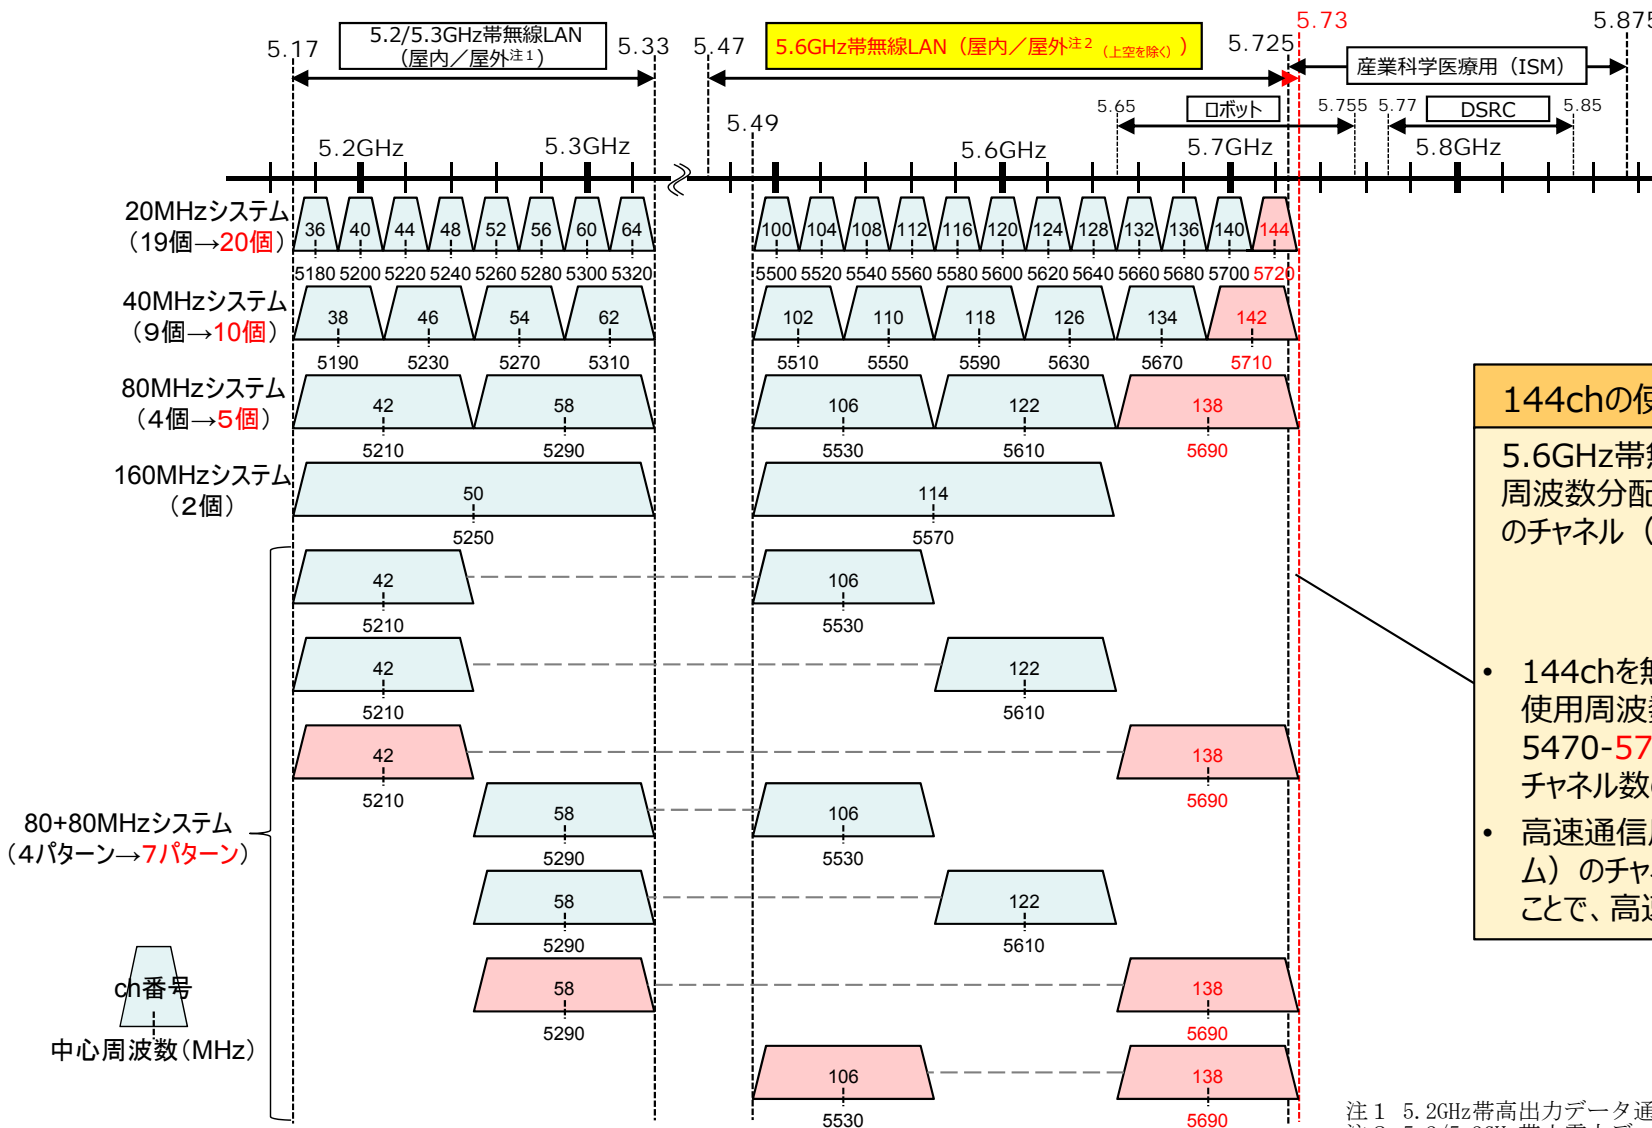 5.17
5.2/5.3GHz帯無線LAN
（屋内／屋外注１）
5.33
5.47
5.6GHz帯無線LAN（屋内／屋外注２（上空を除く））
5.725
5.73
5.875
産業科学医療用（ISM）
5.65
ロボット
5.755
5.77
DSRC
5.85
5.49
5.2GHz
5.3GHz
5.6GHz
5.7GHz
5.8GHz
20MHzシステム
（19個→20個）
36 40 44 48 52 56 60 64 100 104 108 112 116 120 124 128 132 136 140 144
5180 5200 5220 5240 5260 5280 5300 5320 5500 5520 5540 5560 5580 5600 5620 5640 5660 5680 5700 5720
40MHzシステム
（９個→10個）
38 46 54 62 102 110 118 126 134 142
5190 5230 5270 5310 5510 5550 5590 5630 5670 5710
80MHzシステム
（４個→５個）
42 58 106 122 138
5210 5290 5530 5610 5690
160MHzシステム
（２個）
50 114
5250 5570
80+80MHzシステム
（４パターン→７パターン）
42 106
5210 5530
42 122
5210 5610
42 138
5210 5690
58 106
5290 5530
58 122
5290 5610
58 138
5290 5690
106 138
5530 5690
ch番号
中心周波数（MHz）
144chの使
5.6GHz帯無
周波数分配
のチャネル（
• 144chを無
使用周波数
5470-57
チャネル数の
• 高速通信用
ム）のチャネ
ことで、高速
注１ 5.2GHz帯高出力データ通